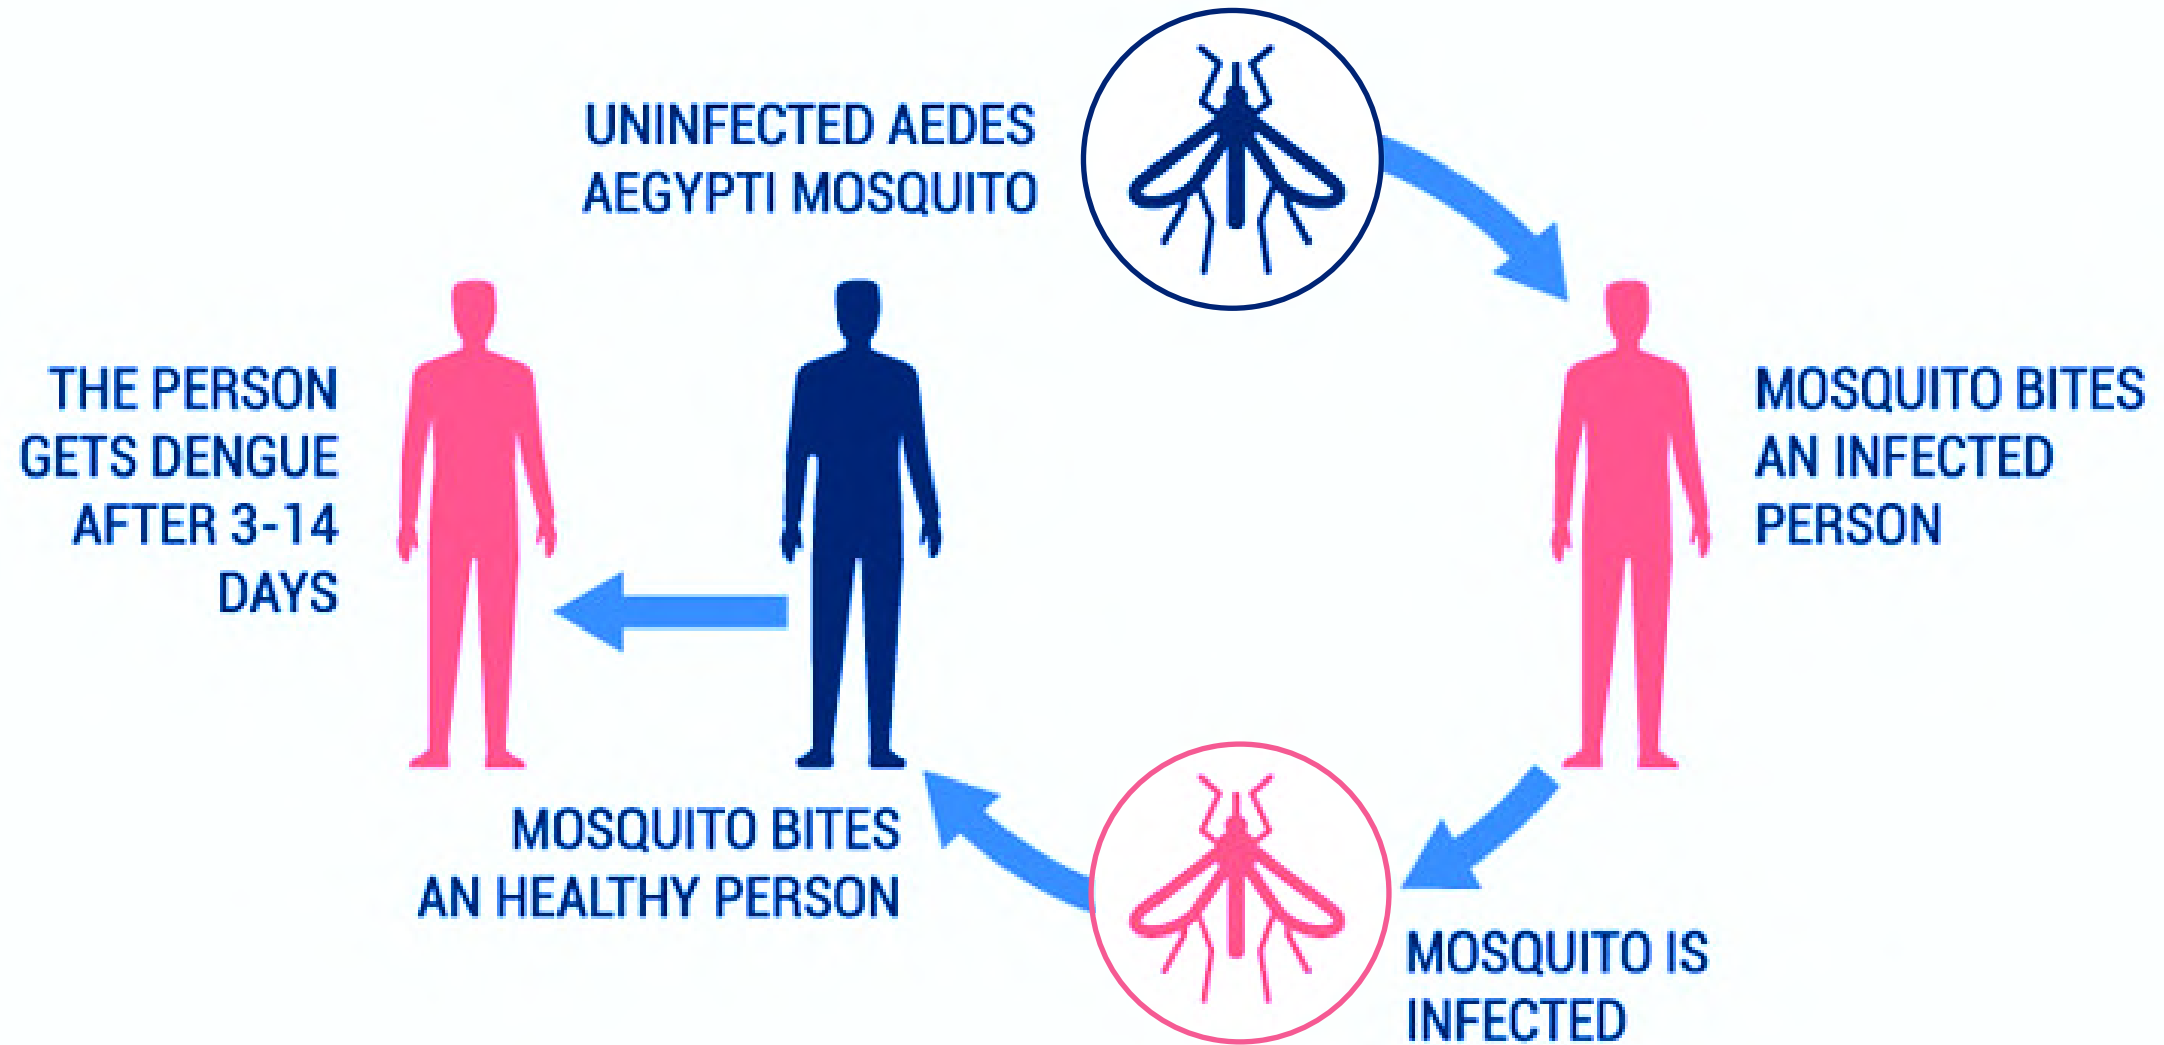 UNINFECTED AEDES
AEGYPTI MOSQUITO
MOSQUITO BITES
AN INFECTED
PERSON
MOSQUITO IS
INFECTED
MOSQUITO BITES
AN HEALTHY PERSON
THE PERSON
GETS DENGUE
AFTER 3-14
DAYS